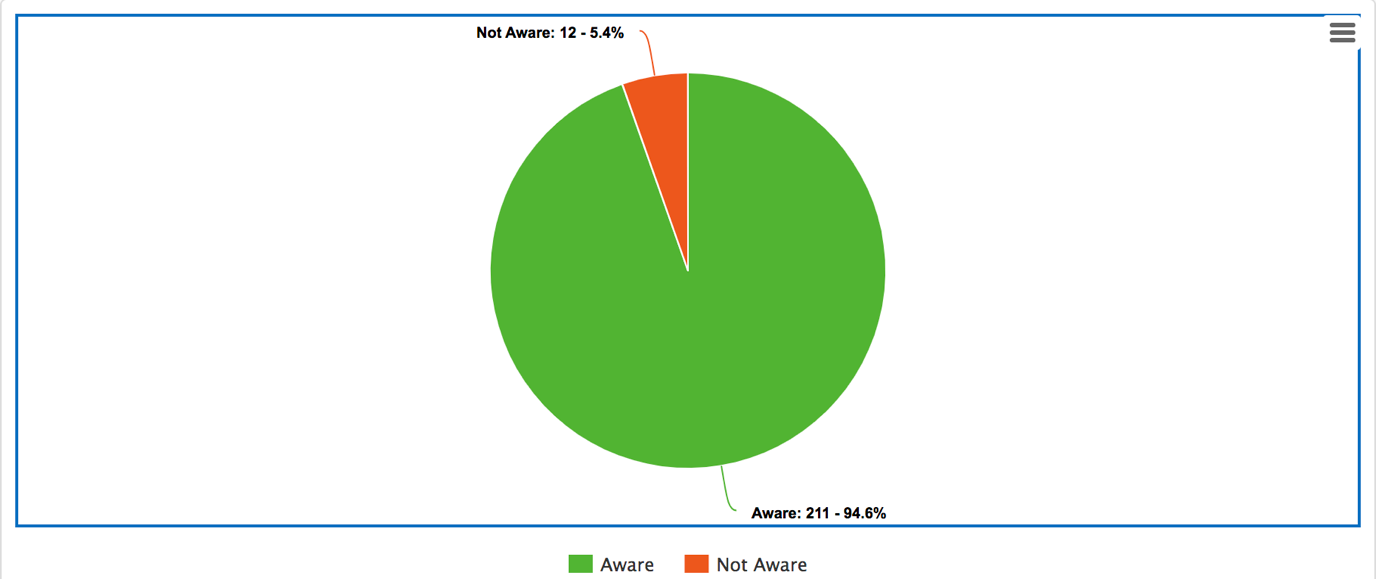 Not Aware: 12 - 5.4%
Aware: 211 - 94.6%
Aware Not Aware